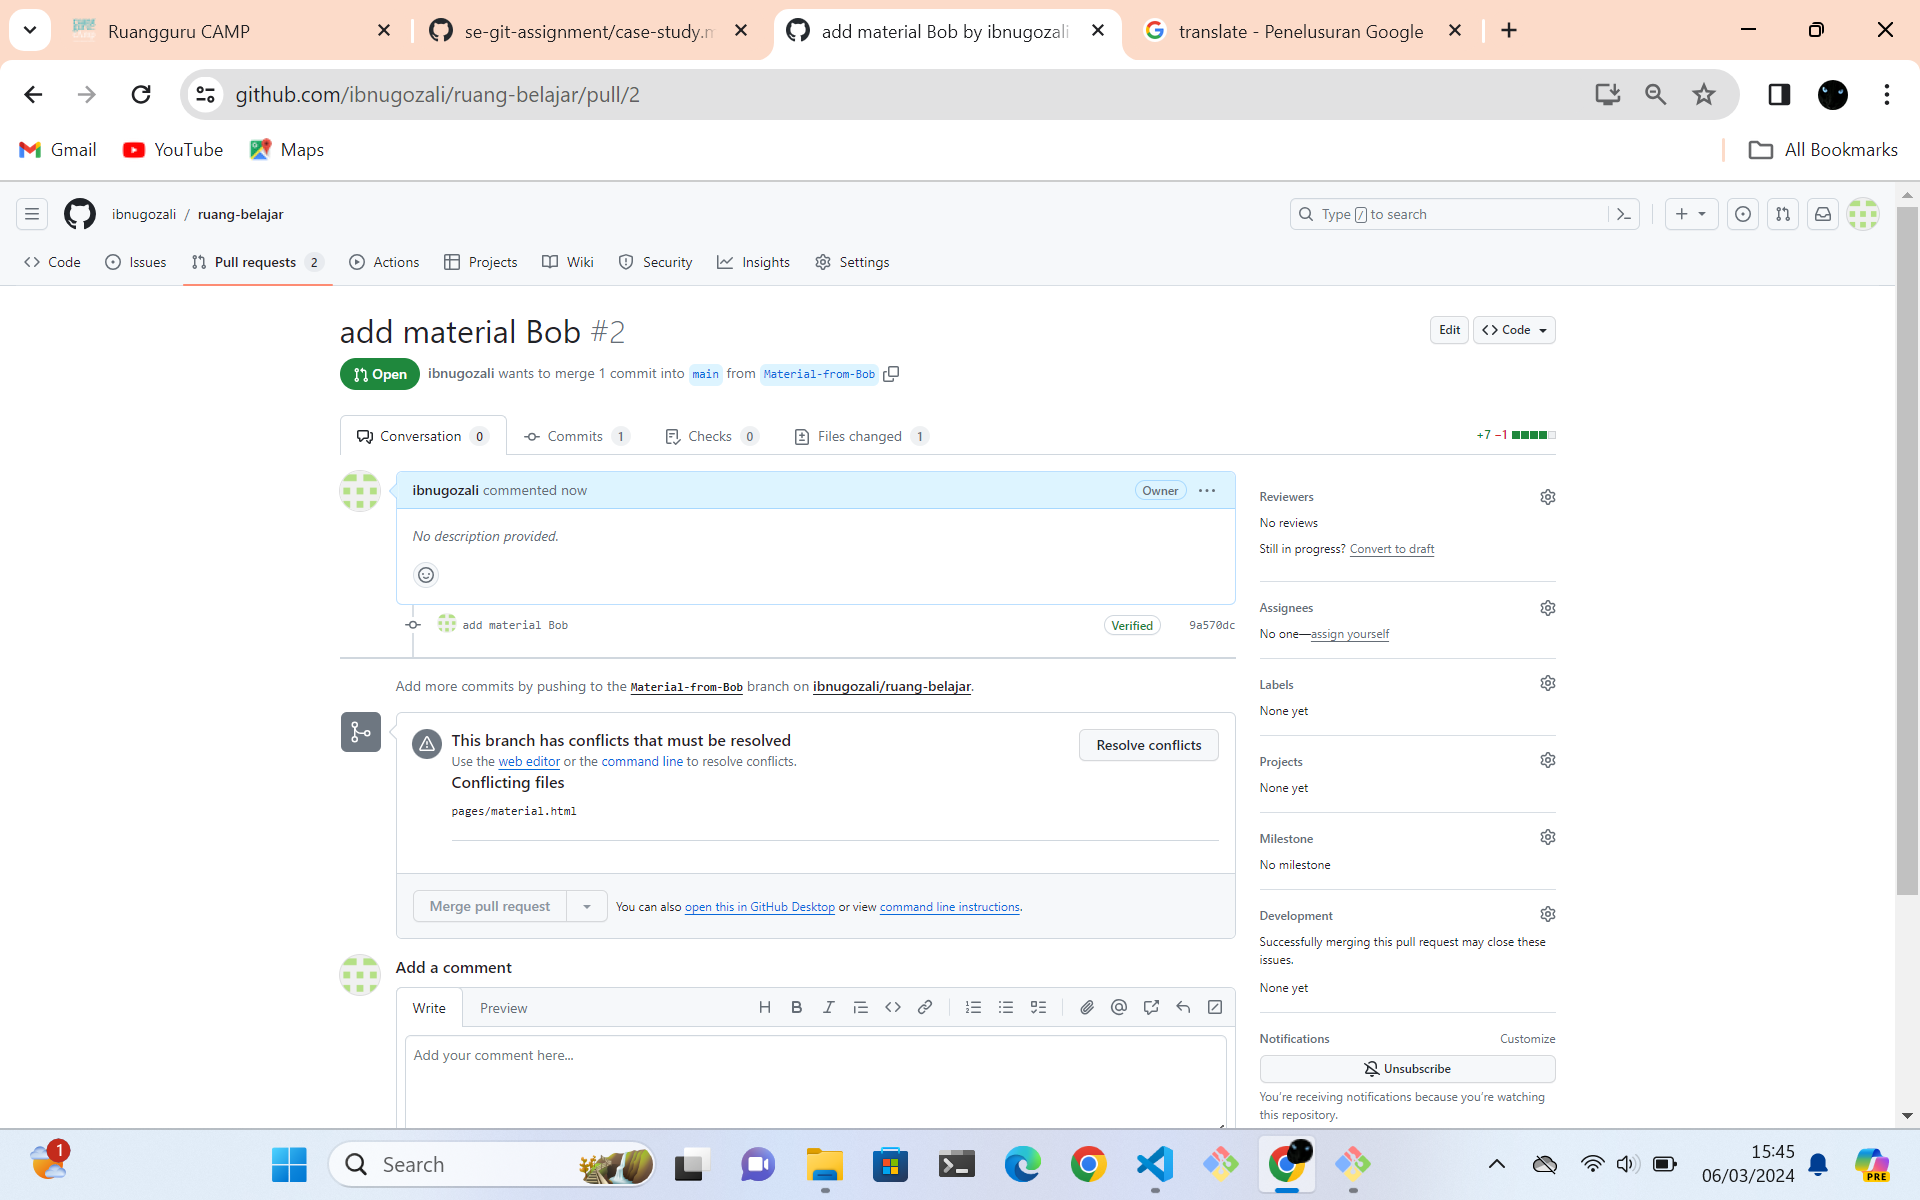 Ruangguru CAMP
se-git-assignment/case-study.m
add material Bob by ibnugozali
translate - Penelusuran Google
github.com/ibnugozali/ruang-belajar/pull/2
Gmail
YouTube
Maps
All Bookmarks
ibnugozali / ruang-belajar
Type / to search
Code
Issues
Pull requests 2
Actions
Projects
Wiki
Security
Insights
Settings
add material Bob #2
Edit
<> Code
Open
ibnugozali wants to merge 1 commit into main from Material-from-Bob
Conversation 0
Commits 1
Checks 0
Files changed 1
+7 −1
ibnugozali commented now
Owner
No description provided.
add material Bob
Verified
9a570dc
Add more commits by pushing to the Material-from-Bob branch on ibnugozali/ruang-belajar.
This branch has conflicts that must be resolved
Use the web editor or the command line to resolve conflicts.
Resolve conflicts
Conflicting files
pages/material.html
Merge pull request
You can also open this in GitHub Desktop or view command line instructions.
Add a comment
Write
Preview
Add your comment here...
Reviewers
No reviews
Still in progress? Convert to draft
Assignees
No one—assign yourself
Labels
None yet
Projects
None yet
Milestone
No milestone
Development
Successfully merging this pull request may close these
issues.
None yet
Notifications
Customize
Unsubscribe
You're receiving notifications because you're watching
this repository.
1
Search
15:45
06/03/2024
PRE